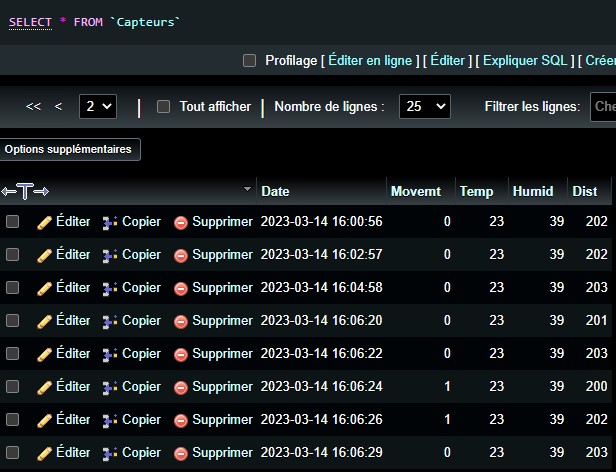 SELECT * FROM `Capteurs`
Profilage [ Éditer en ligne ] [ Éditer ] [ Expliquer SQL ] [ Créer
<< < 2 | Tout afficher | Nombre de lignes : 25 Filtrer les lignes: Che
Options supplémentaires
←T→ Date Movemt Temp Humid Dist
Éditer Copier Supprimer 2023-03-14 16:00:56 0 23 39 202
Éditer Copier Supprimer 2023-03-14 16:02:57 0 23 39 202
Éditer Copier Supprimer 2023-03-14 16:04:58 0 23 39 203
Éditer Copier Supprimer 2023-03-14 16:06:20 0 23 39 201
Éditer Copier Supprimer 2023-03-14 16:06:22 0 23 39 203
Éditer Copier Supprimer 2023-03-14 16:06:24 1 23 39 200
Éditer Copier Supprimer 2023-03-14 16:06:26 1 23 39 202
Éditer Copier Supprimer 2023-03-14 16:06:29 0 23 39 203